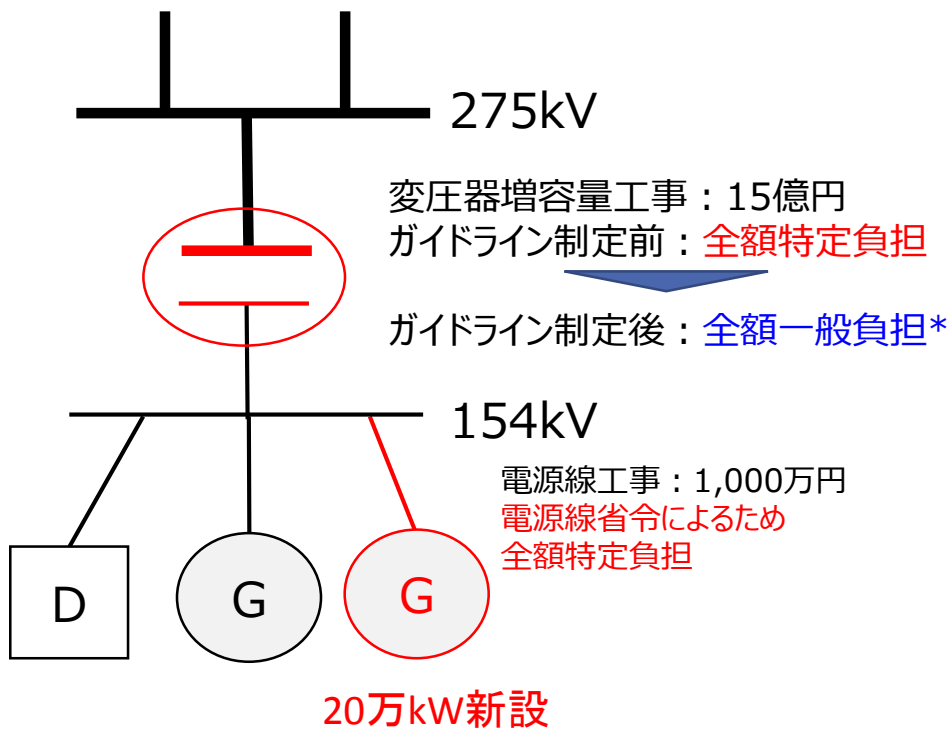 275kV
変圧器増容量工事：15億円
ガイドライン制定前：全額特定負担
ガイドライン制定後：全額一般負担*
154kV
電源線工事：1,000万円
電源線省令によるため
全額特定負担
D
G
G
20万kW新設